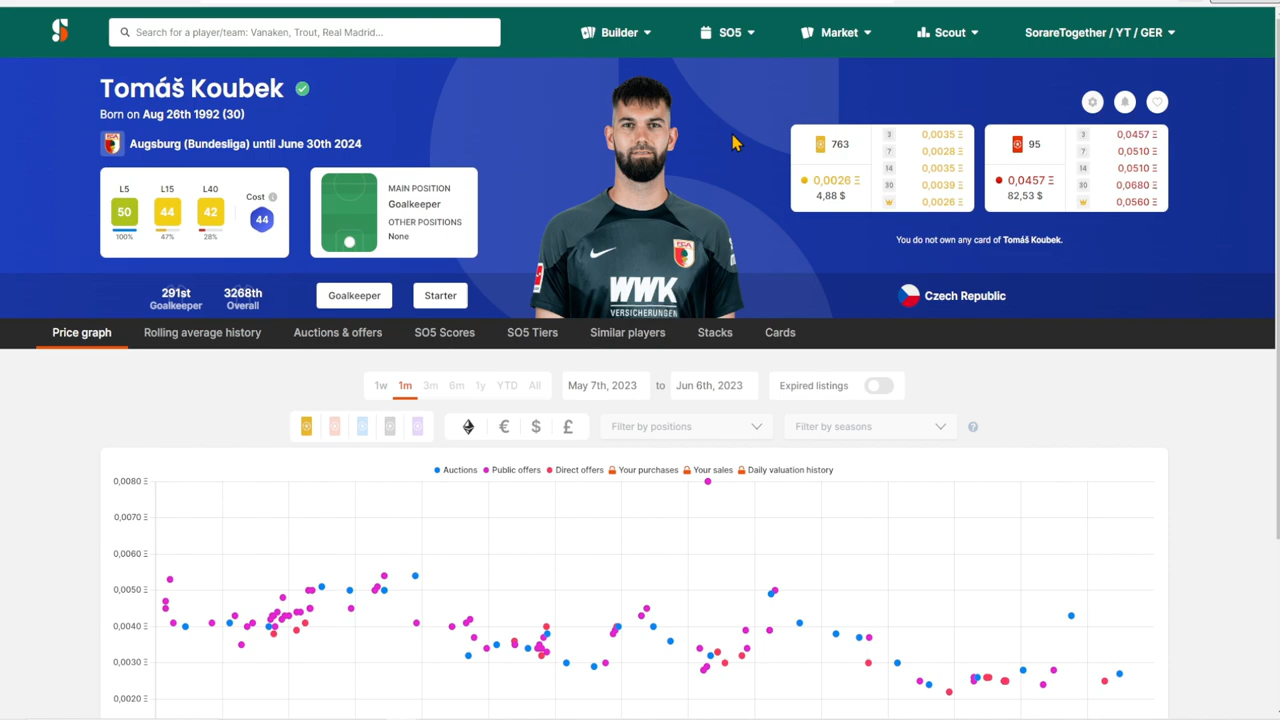 Search for a player/team: Vanaken, Trout, Real Madrid...
Builder
SO5
Market
Scout
SorareTogether / YT / GER
Tomáš Koubek
Born on Aug 26th 1992 (30)
Augsburg (Bundesliga) until June 30th 2024
L5 L15 L40 Cost
50 44 42 44
100% 47% 28%
MAIN POSITION
Goalkeeper
OTHER POSITIONS
None
291st
Goalkeeper
3268th
Overall
Goalkeeper
Starter
FCA
WWK
VERSICHERUNGEN
763
0,0026 Ξ
4,88 $
3 0,0035 Ξ
7 0,0028 Ξ
14 0,0035 Ξ
30 0,0039 Ξ
0,0026 Ξ
95
0,0457 Ξ
82,53 $
3 0,0457 Ξ
7 0,0510 Ξ
14 0,0510 Ξ
30 0,0680 Ξ
0,0560 Ξ
You do not own any card of Tomáš Koubek.
Czech Republic
Price graph
Rolling average history
Auctions & offers
SO5 Scores
SO5 Tiers
Similar players
Stacks
Cards
1w 1m 3m 6m 1y YTD All
May 7th, 2023 to Jun 6th, 2023
Expired listings
€ $ £
Filter by positions
Filter by seasons
?
Auctions Public offers Direct offers Your purchases Your sales Daily valuation history
0,0080 Ξ
0,0070 Ξ
0,0060 Ξ
0,0050 Ξ
0,0040 Ξ
0,0030 Ξ
0,0020 Ξ